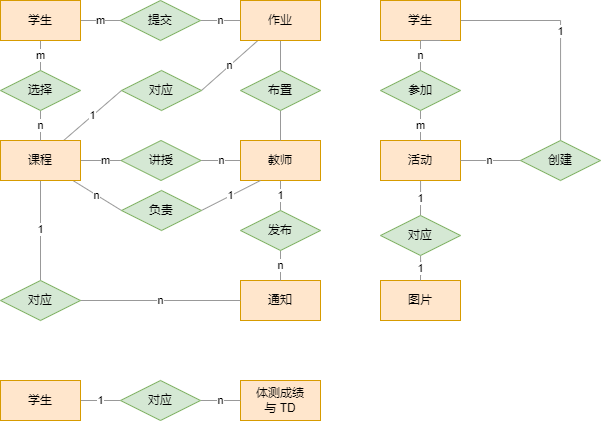 学生
m
提交
n
作业
学生
1
m
n
n
选择
对应
布置
参加
1
n
m
课程
m
讲授
n
教师
活动
n
创建
n
负责
1
1
1
1
发布
对应
n
1
对应
n
通知
图片
学生
1
对应
n
体测成绩
与 TD